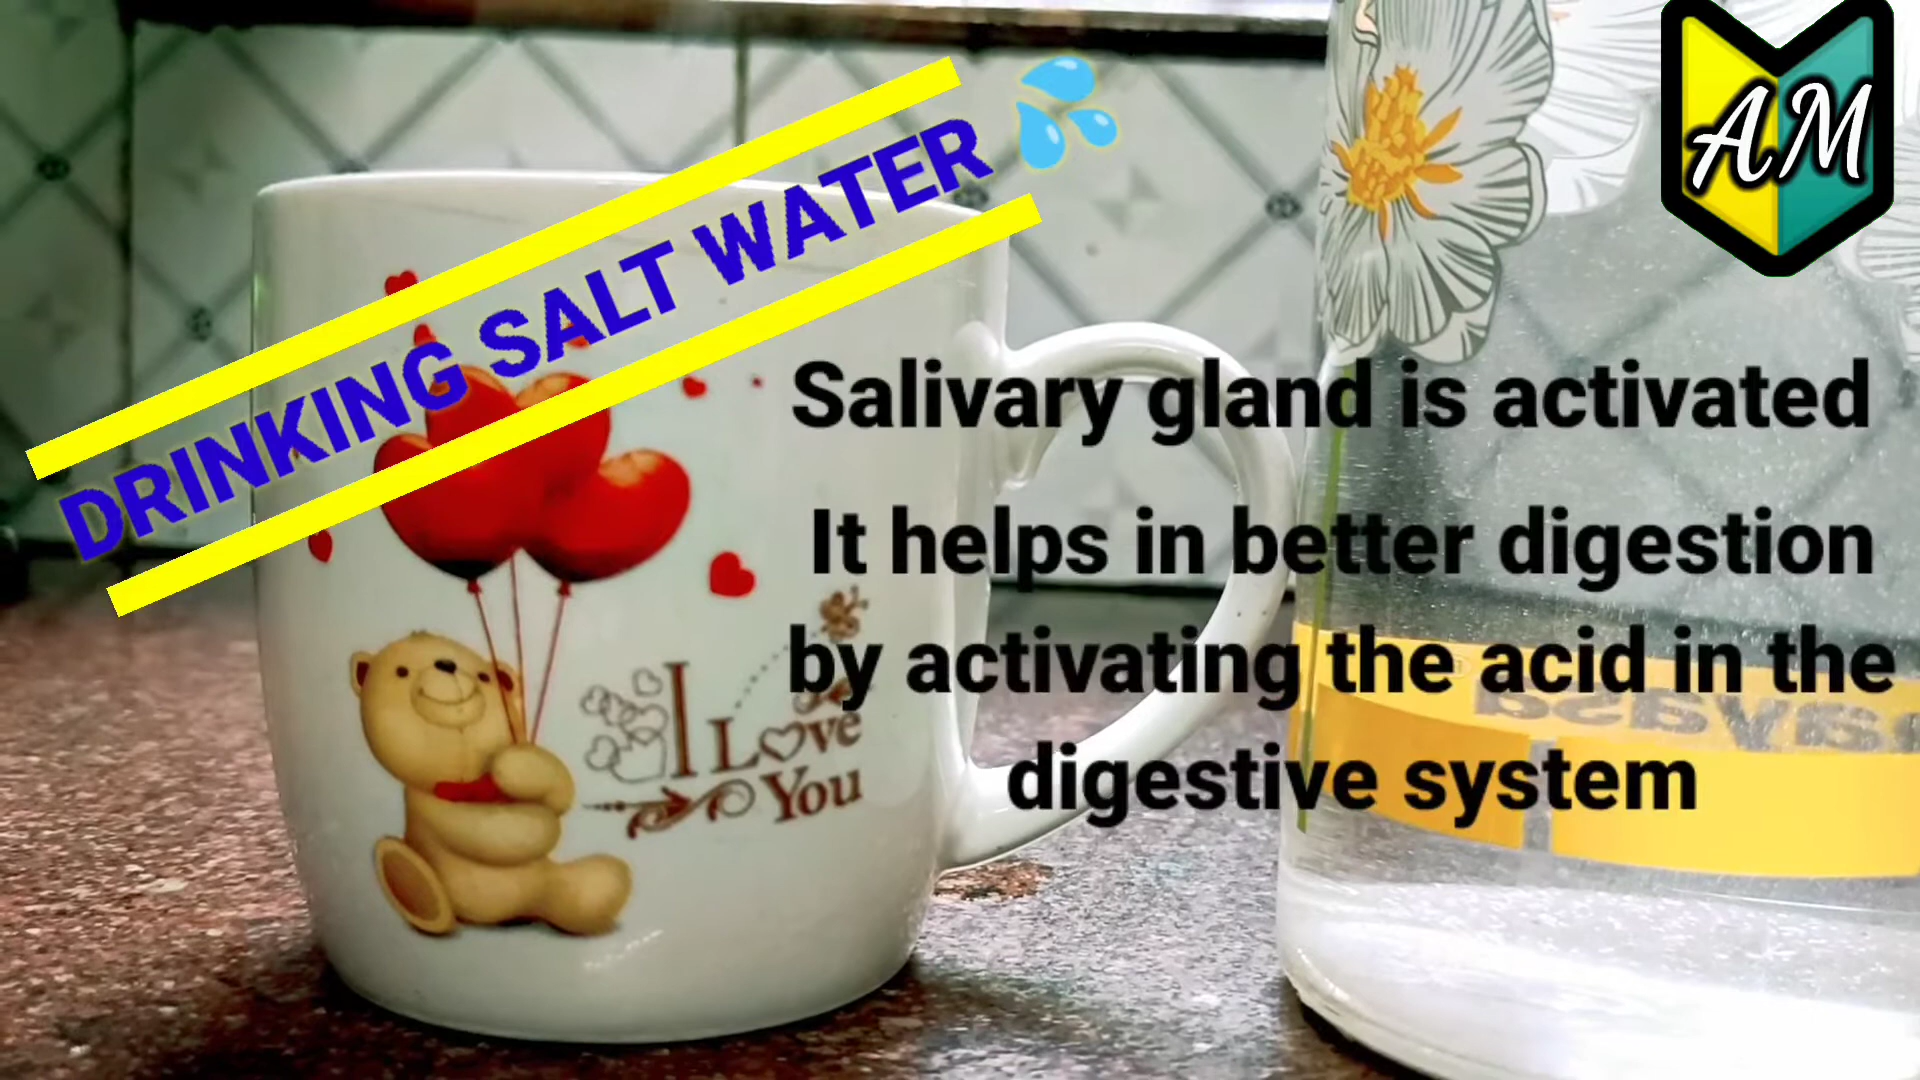 AM
DRINKING SALT WATER
Salivary gland is activated
It helps in better digestion
by activating the acid in the
digestive system
I Love
You